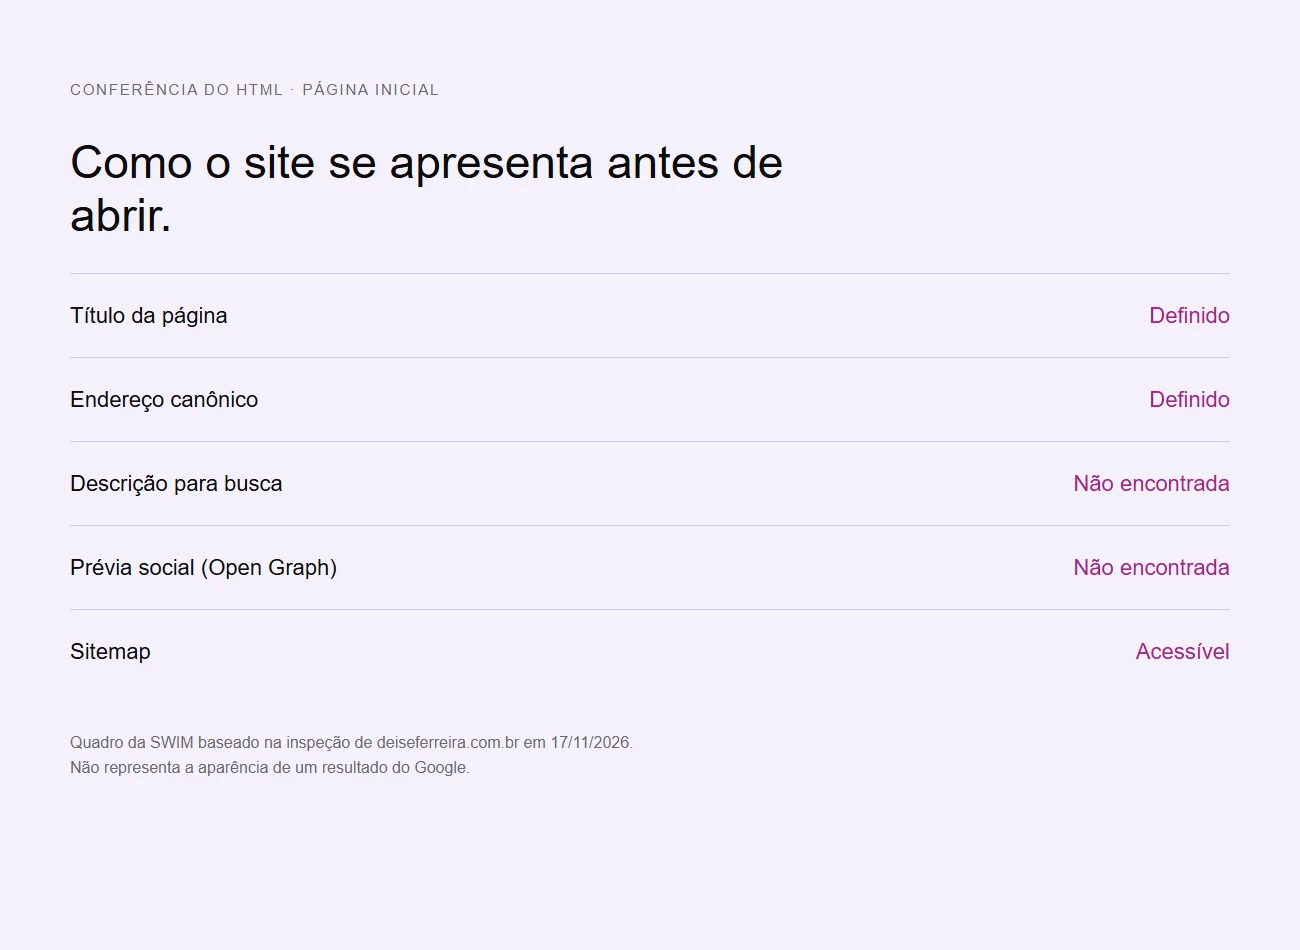 CONFERÊNCIA DO HTML · PÁGINA INICIAL
Como o site se apresenta antes de
abrir.
Título da página
Definido
Endereço canônico
Definido
Descrição para busca
Não encontrada
Prévia social (Open Graph)
Não encontrada
Sitemap
Acessível
Quadro da SWIM baseado na inspeção de deiseferreira.com.br em 17/11/2026.
Não representa a aparência de um resultado do Google.